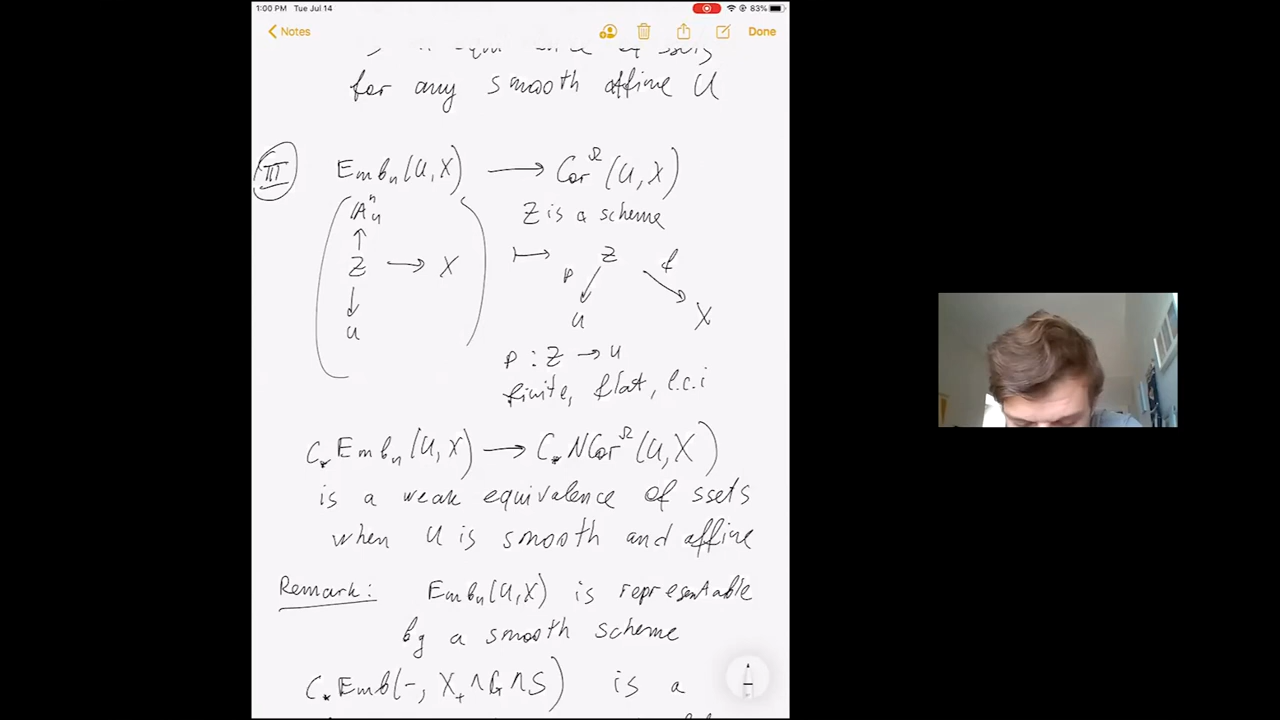 1:00 PM Tue Jul 14
83%
Notes
Done
for any smooth affine U
III Emb_n(U,X) → Cor^Ω(U,X)
𝔸^n_U Z is a scheme
↑
Z → X ↦ Z
↓ p f
U U X
p : Z → U
finite, flat, l.c.i
C_* Emb_n(U,X) → C_* NCor^Ω(U,X)
is a weak equivalence of ssets
when U is smooth and affine
Remark: Emb_n(U,X) is representable
by a smooth scheme
C_* Emb(-, X_+ ∧ ∧ S) is a